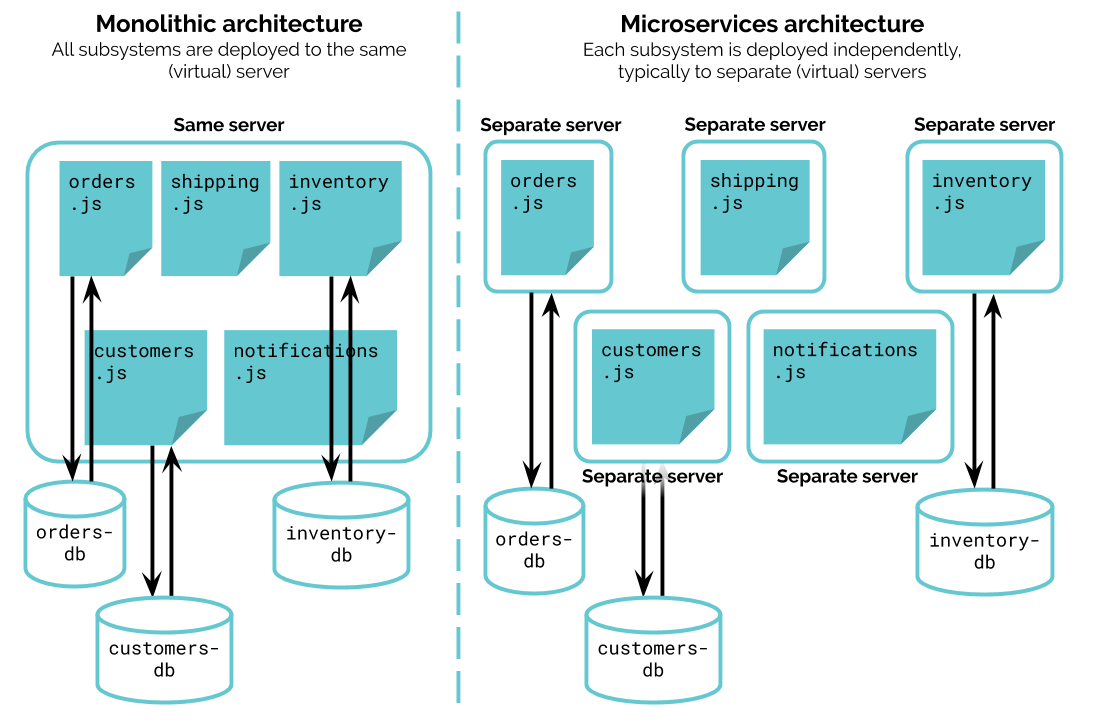 Monolithic architecture
All subsystems are deployed to the same
(virtual) server
Same server
orders
.js
shipping
.js
inventory
.js
customers
.js
notifications
.js
orders-
db
inventory-
db
customers-
db
Microservices architecture
Each subsystem is deployed independently,
typically to separate (virtual) servers
Separate server
Separate server
Separate server
orders
.js
shipping
.js
inventory
.js
customers
.js
notifications
.js
Separate server
Separate server
orders-
db
inventory-
db
customers-
db